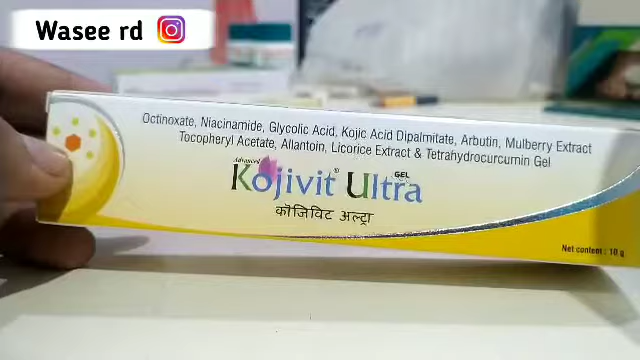 Wasee rd
Octinoxate, Niacinamide, Glycolic Acid, Kojic Acid Dipalmitate, Arbutin, Mulberry Extract
Tocopheryl Acetate, Allantoin, Licorice Extract & Tetrahydrocurcumin Gel
Advanced
Kojivit® Ultra GEL
कोजिविट अल्ट्रा
Net content : 10 g